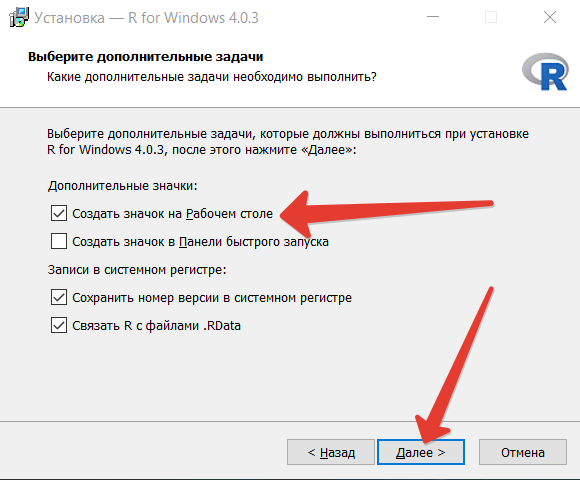 Установка — R for Windows 4.0.3
Выберите дополнительные задачи
Какие дополнительные задачи необходимо выполнить?
R
Выберите дополнительные задачи, которые должны выполниться при установке
R for Windows 4.0.3, после этого нажмите «Далее»:
Дополнительные значки:
Создать значок на Рабочем столе
Создать значок в Панели быстрого запуска
Записи в системном регистре:
Сохранить номер версии в системном регистре
Связать R с файлами .RData
< Назад
Далее >
Отмена